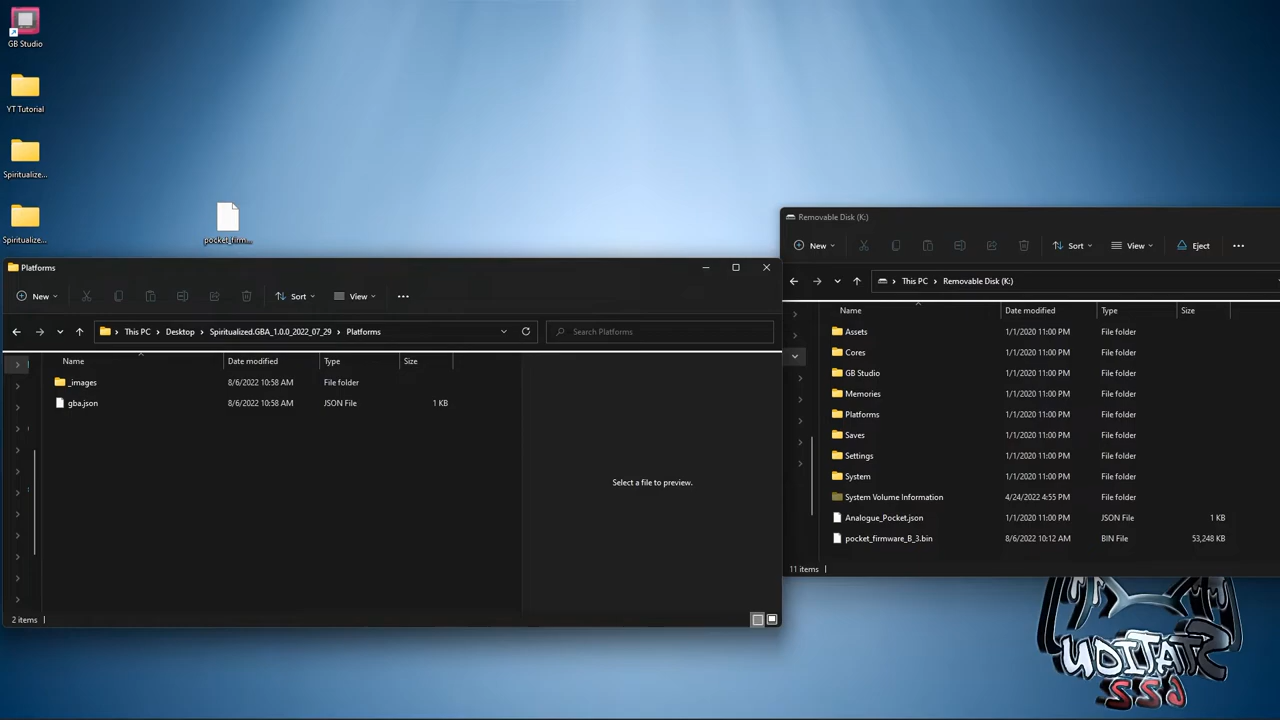 GB Studio
YT Tutorial
Spiritualize...
Spiritualize...
pocket_firm...
Platforms
New
Sort
View
This PC
Desktop
Spiritualized.GBA_1.0.0_2022_07_29
Platforms
Search Platforms
Name
Date modified
Type
Size
_images
8/6/2022 10:58 AM
File folder
gba.json
8/6/2022 10:58 AM
JSON File
1 KB
Select a file to preview.
2 items
Removable Disk (K:)
New
Sort
View
Eject
This PC
Removable Disk (K:)
Name
Date modified
Type
Size
Assets
1/1/2020 11:00 PM
File folder
Cores
1/1/2020 11:00 PM
File folder
GB Studio
1/1/2020 11:00 PM
File folder
Memories
1/1/2020 11:00 PM
File folder
Platforms
1/1/2020 11:00 PM
File folder
Saves
1/1/2020 11:00 PM
File folder
Settings
1/1/2020 11:00 PM
File folder
System
1/1/2020 11:00 PM
File folder
System Volume Information
4/24/2022 4:55 PM
File folder
Analogue_Pocket.json
1/1/2020 11:00 PM
JSON File
1 KB
pocket_firmware_B_3.bin
8/6/2022 10:12 AM
BIN File
53,248 KB
11 items